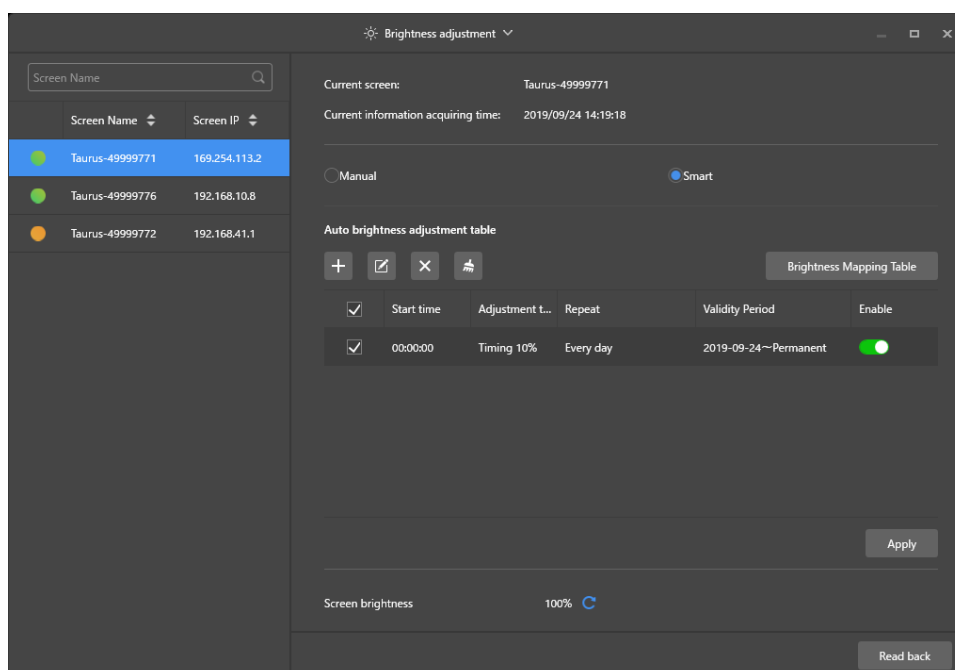 Brightness adjustment
Screen Name
Screen Name Screen IP
Taurus-49999771 169.254.113.2
Taurus-49999776 192.168.10.8
Taurus-49999772 192.168.41.1
Current screen: Taurus-49999771
Current information acquiring time: 2019/09/24 14:19:18
Manual Smart
Auto brightness adjustment table
Brightness Mapping Table
Start time Adjustment t... Repeat Validity Period Enable
00:00:00 Timing 10% Every day 2019-09-24～Permanent
Apply
Screen brightness 100%
Read back